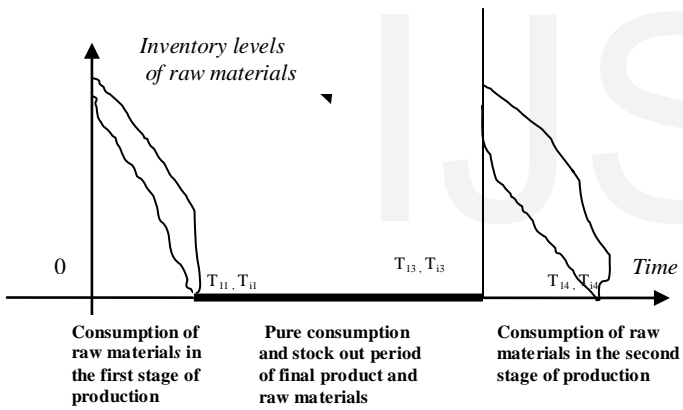 Inventory levels
of raw materials
IJS
0
T11 , Ti1
T13 , Ti3
T14 , Ti4
Time
Consumption of
raw materials in
the first stage of
production
Pure consumption
and stock out period
of final product and
raw materials
Consumption of raw
materials in the second
stage of production